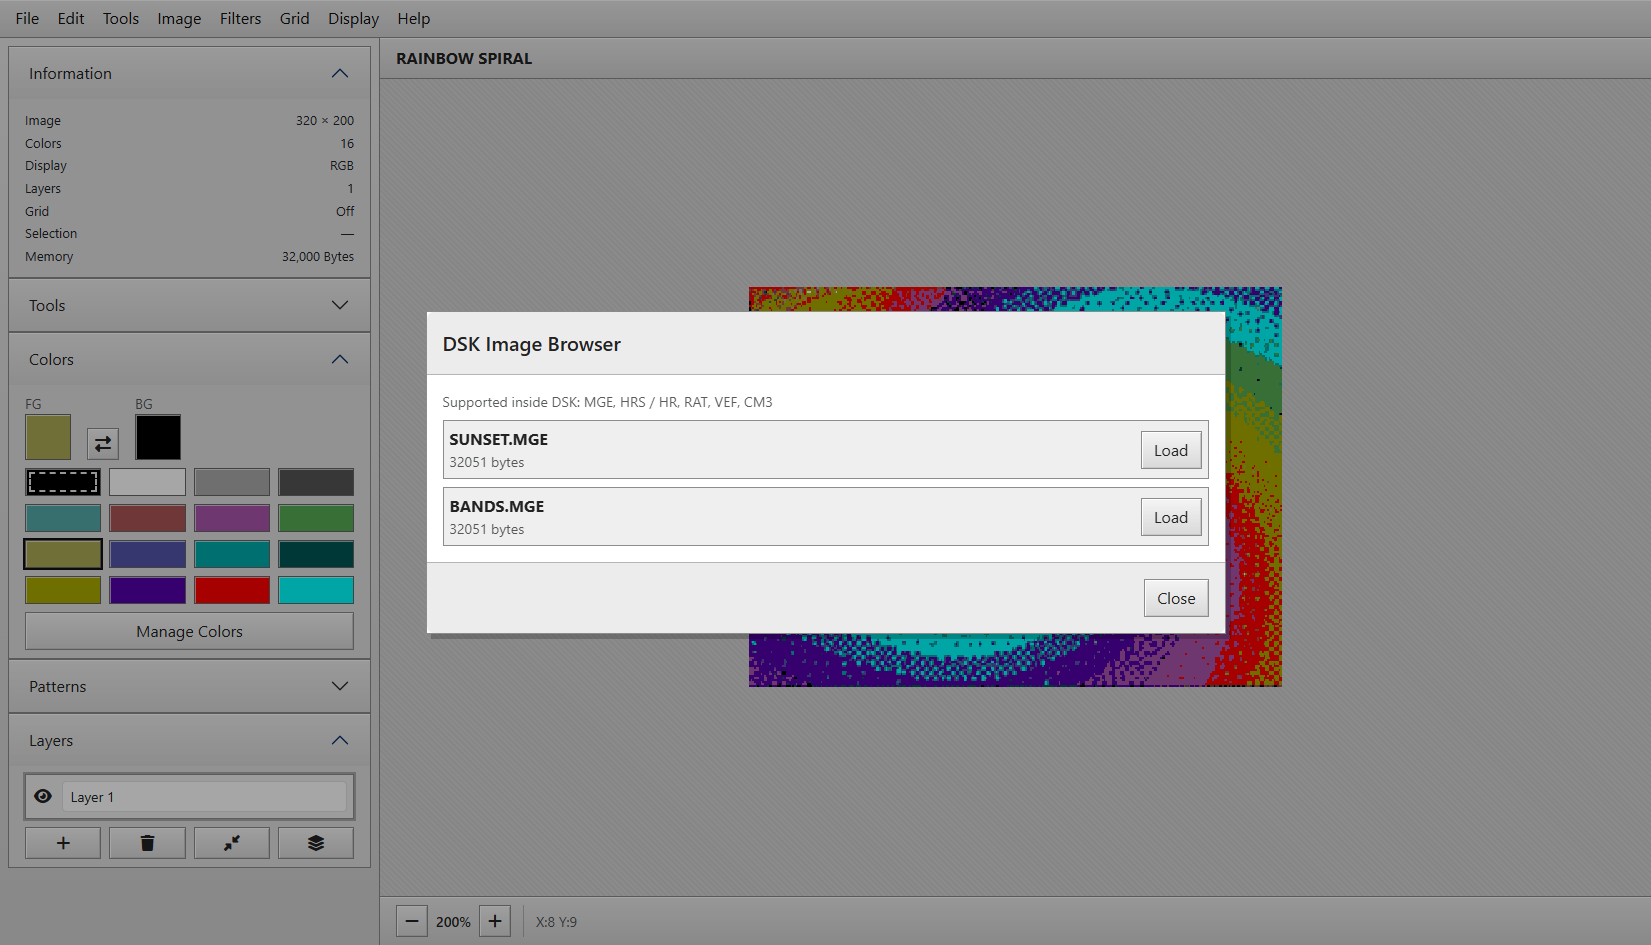 File Edit Tools Image Filters Grid Display Help
Information
Image 320 × 200
Colors 16
Display RGB
Layers 1
Grid Off
Selection —
Memory 32,000 Bytes
Tools
Colors
FG BG
Manage Colors
Patterns
Layers
Layer 1
RAINBOW SPIRAL
DSK Image Browser
Supported inside DSK: MGE, HRS / HR, RAT, VEF, CM3
SUNSET.MGE
32051 bytes
Load
BANDS.MGE
32051 bytes
Load
Close
200%
X:8 Y:9